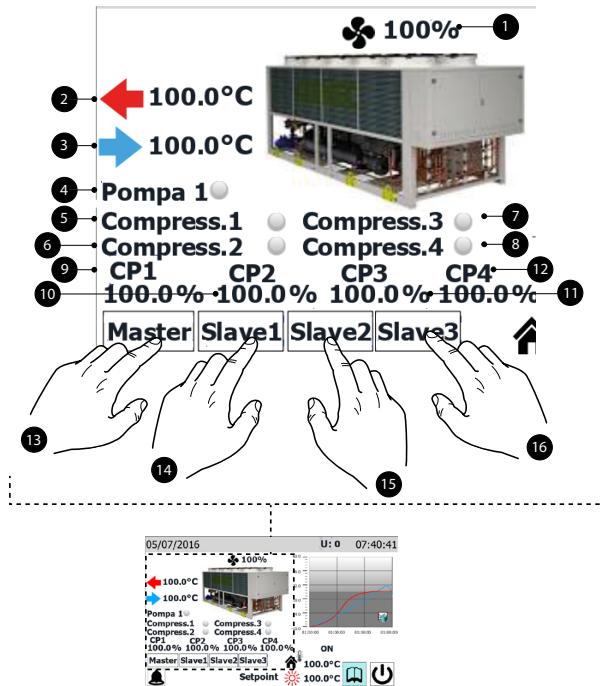 100% 1
2 100.0°C
3 100.0°C
4 Pompa 1
5 Compress.1 Compress.3 7
6 Compress.2 Compress.4 8
9 CP1 CP2 CP3 CP4 12
10 100.0% 100.0% 100.0% 100.0% 11
Master Slave1 Slave2 Slave3
13 14 15 16
05/07/2016 U: 0 07:40:41
100%
100.0°C
100.0°C
Pompa 1
Compress.1 Compress.3
Compress.2 Compress.4
CP1 CP2 CP3 CP4
100.0% 100.0% 100.0% 100.0%
Master Slave1 Slave2 Slave3
ON
100.0°C
Setpoint 100.0°C